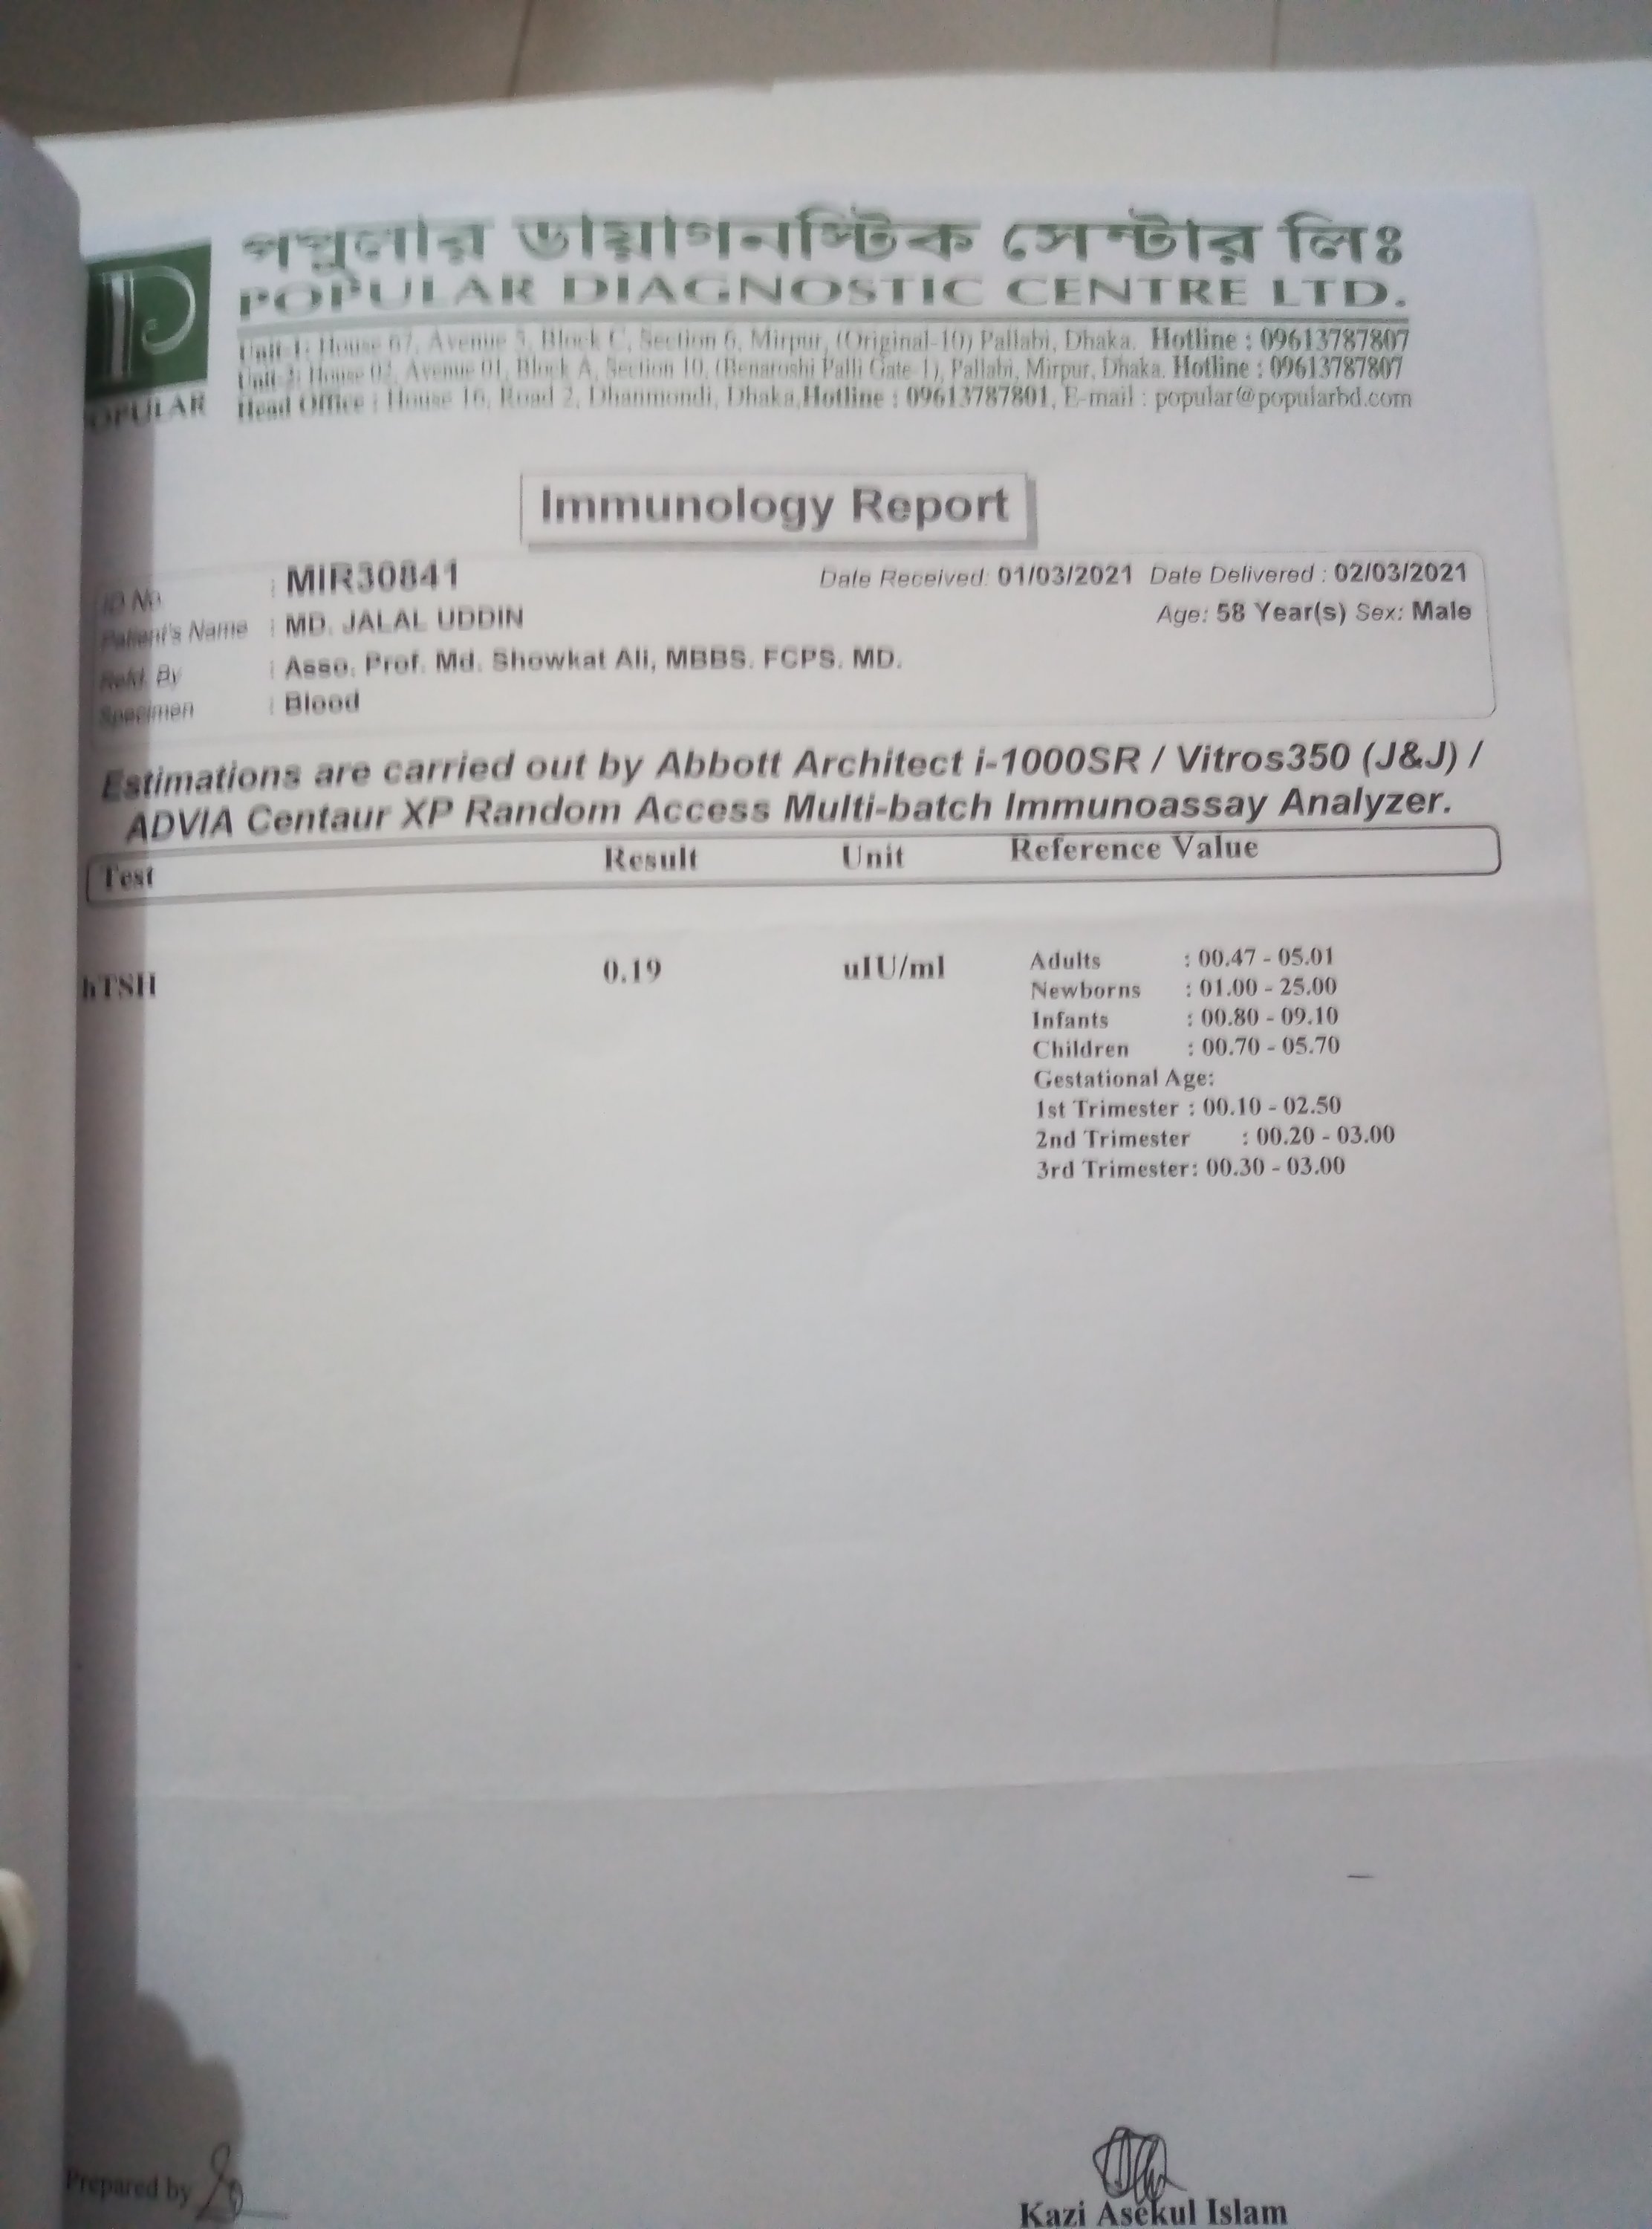 পপুলার ডায়াগনস্টিক সেন্টার লিঃ
POPULAR DIAGNOSTIC CENTRE LTD.
Unit-1: House 67, Avenue 5, Block C, Section 6, Mirpur, (Original-10) Pallabi, Dhaka. Hotline : 09613787807
Unit-2: House 02, Avenue 01, Block A, Section 10, (Benaroshi Palli Gate-1), Pallabi, Mirpur, Dhaka. Hotline : 09613787807
OPULAR Head Office : House 16, Road 2, Dhanmondi, Dhaka,Hotline : 09613787801, E-mail : popular@popularbd.com
Immunology Report
ID No : MIR30841 Date Received: 01/03/2021 Date Delivered : 02/03/2021
Patient's Name : MD. JALAL UDDIN Age: 58 Year(s) Sex: Male
Refd. By : Asso. Prof. Md. Showkat Ali, MBBS. FCPS. MD.
Specimen : Blood
Estimations are carried out by Abbott Architect i-1000SR / Vitros350 (J&J) /
ADVIA Centaur XP Random Access Multi-batch Immunoassay Analyzer.
Test Result Unit Reference Value
hTSH 0.19 uIU/ml Adults : 00.47 - 05.01
Newborns : 01.00 - 25.00
Infants : 00.80 - 09.10
Children : 00.70 - 05.70
Gestational Age:
1st Trimester : 00.10 - 02.50
2nd Trimester : 00.20 - 03.00
3rd Trimester: 00.30 - 03.00
Prepared by
Kazi Asekul Islam